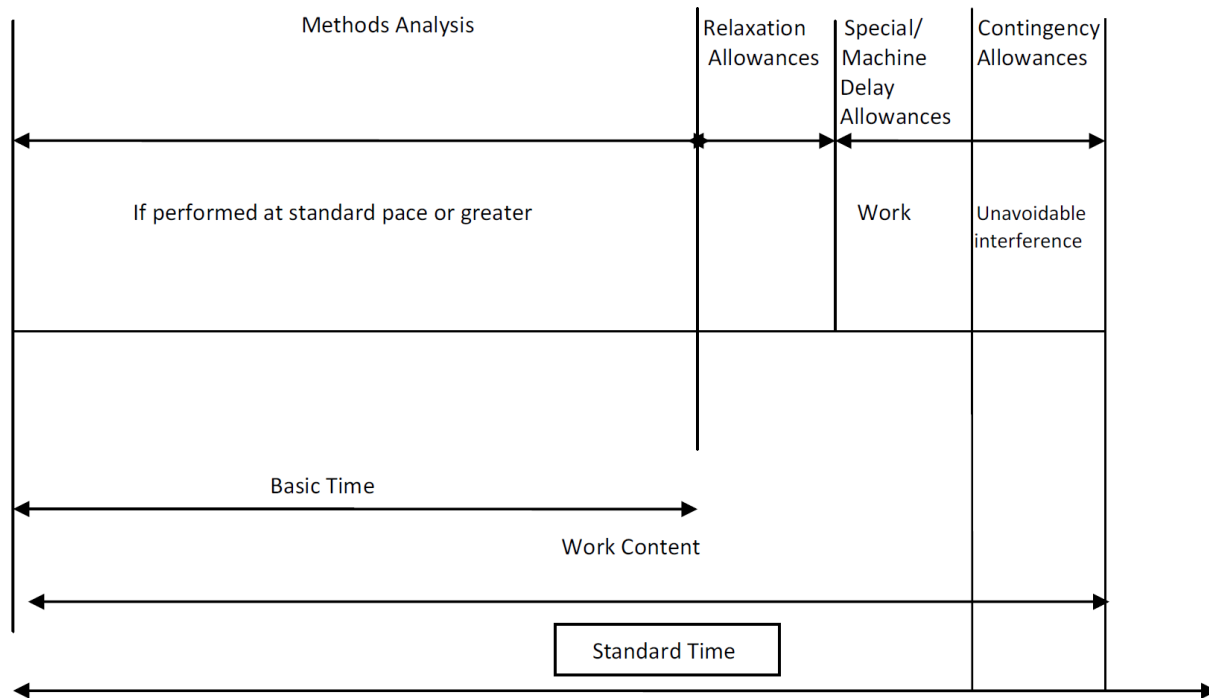 Methods Analysis
Relaxation
Allowances
Special/
Machine
Delay
Allowances
Contingency
Allowances
If performed at standard pace or greater
Work
Unavoidable
interference
Basic Time
Work Content
Standard Time